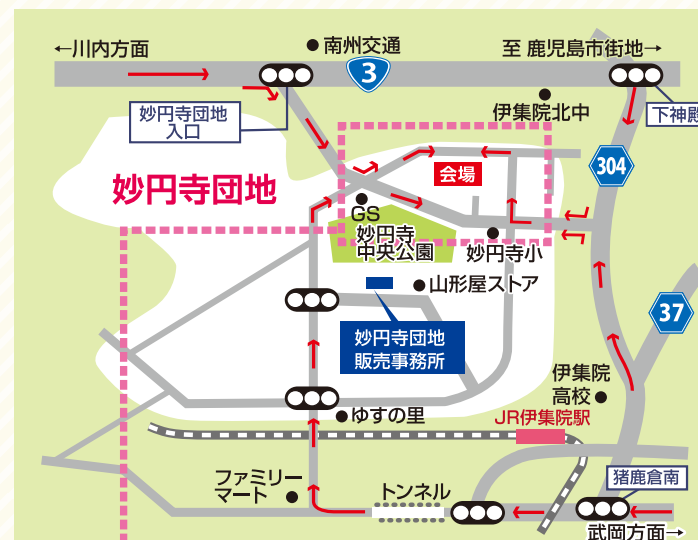 ←川内方面
南州交通
3
至 鹿児島市街地→
妙円寺団地
入口
伊集院北中
下神殿
妙円寺団地
会場
304
GS
妙円寺
中央公園
妙円寺小
山形屋ストア
37
妙円寺団地
販売事務所
伊集院
高校
ゆすの里
JR伊集院駅
ファミリー
マート
トンネル
猪鹿倉南
武岡方面→